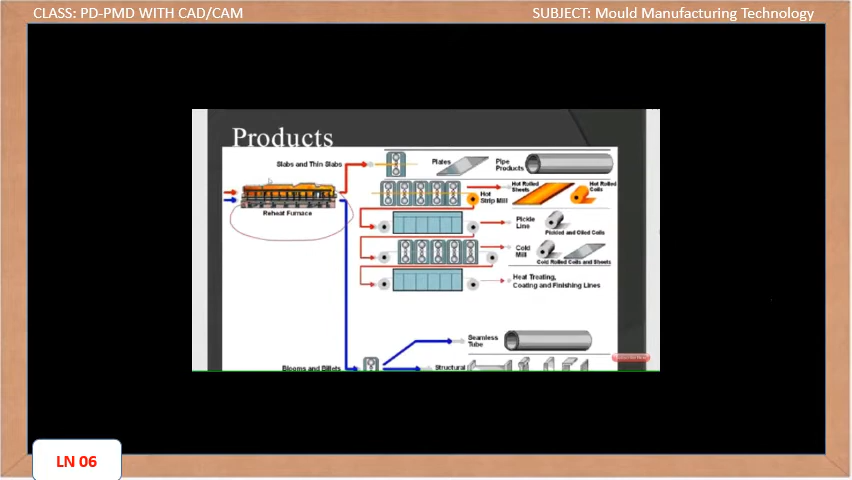 CLASS: PD-PMD WITH CAD/CAM
SUBJECT: Mould Manufacturing Technology
Products
Slabs and Thin Slabs
Plates
Pipe
Products
Hot Rolled
Sheets
Hot Rolled
Coils
Hot
Strip Mill
Reheat Furnace
Pickle
Line
Pickled and Oiled Coils
Cold
Mill
Cold Rolled Coils and Sheets
Heat Treating,
Coating and Finishing Lines
Seamless
Tube
Blooms and Billets
Structural
LN 06